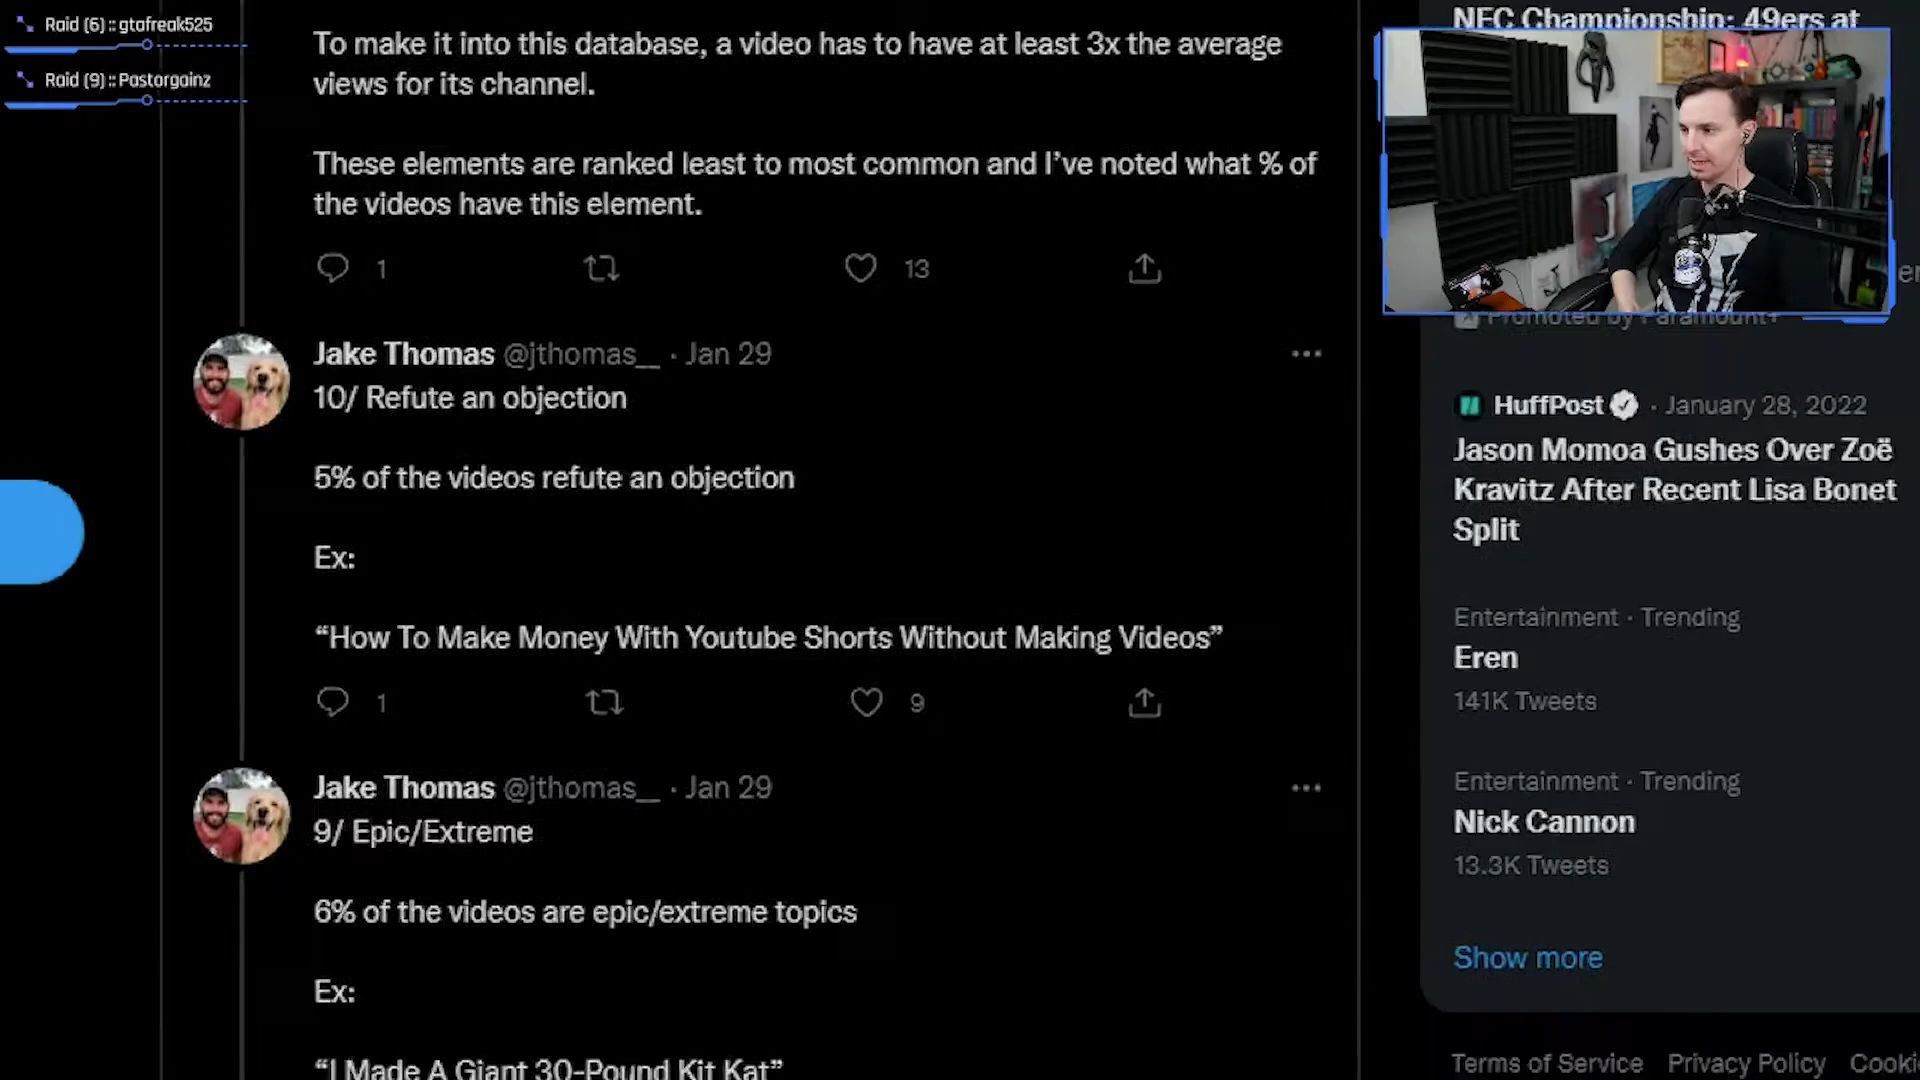 Raid (6) :: gtafreak525
Raid (9) :: Pastorgainz
To make it into this database, a video has to have at least 3x the average
views for its channel.
These elements are ranked least to most common and I've noted what % of
the videos have this element.
1
13
Jake Thomas @jthomas__ · Jan 29
10/ Refute an objection
5% of the videos refute an objection
Ex:
“How To Make Money With Youtube Shorts Without Making Videos”
1
9
Jake Thomas @jthomas__ · Jan 29
9/ Epic/Extreme
6% of the videos are epic/extreme topics
Ex:
“I Made A Giant 30-Pound Kit Kat”
NFC Championship: 49ers at
Promoted by Paramount+
HuffPost · January 28, 2022
Jason Momoa Gushes Over Zoë
Kravitz After Recent Lisa Bonet
Split
Entertainment · Trending
Eren
141K Tweets
Entertainment · Trending
Nick Cannon
13.3K Tweets
Show more
Terms of Service Privacy Policy